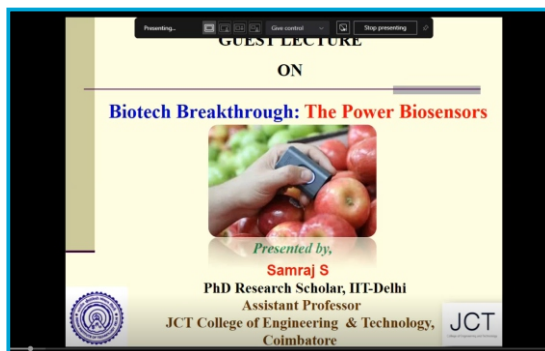 Presenting...
Give control
Stop presenting
GUEST LECTURE
ON
Biotech Breakthrough: The Power Biosensors
Presented by,
Samraj S
PhD Research Scholar, IIT-Delhi
Assistant Professor
JCT College of Engineering & Technology,
Coimbatore
JCT